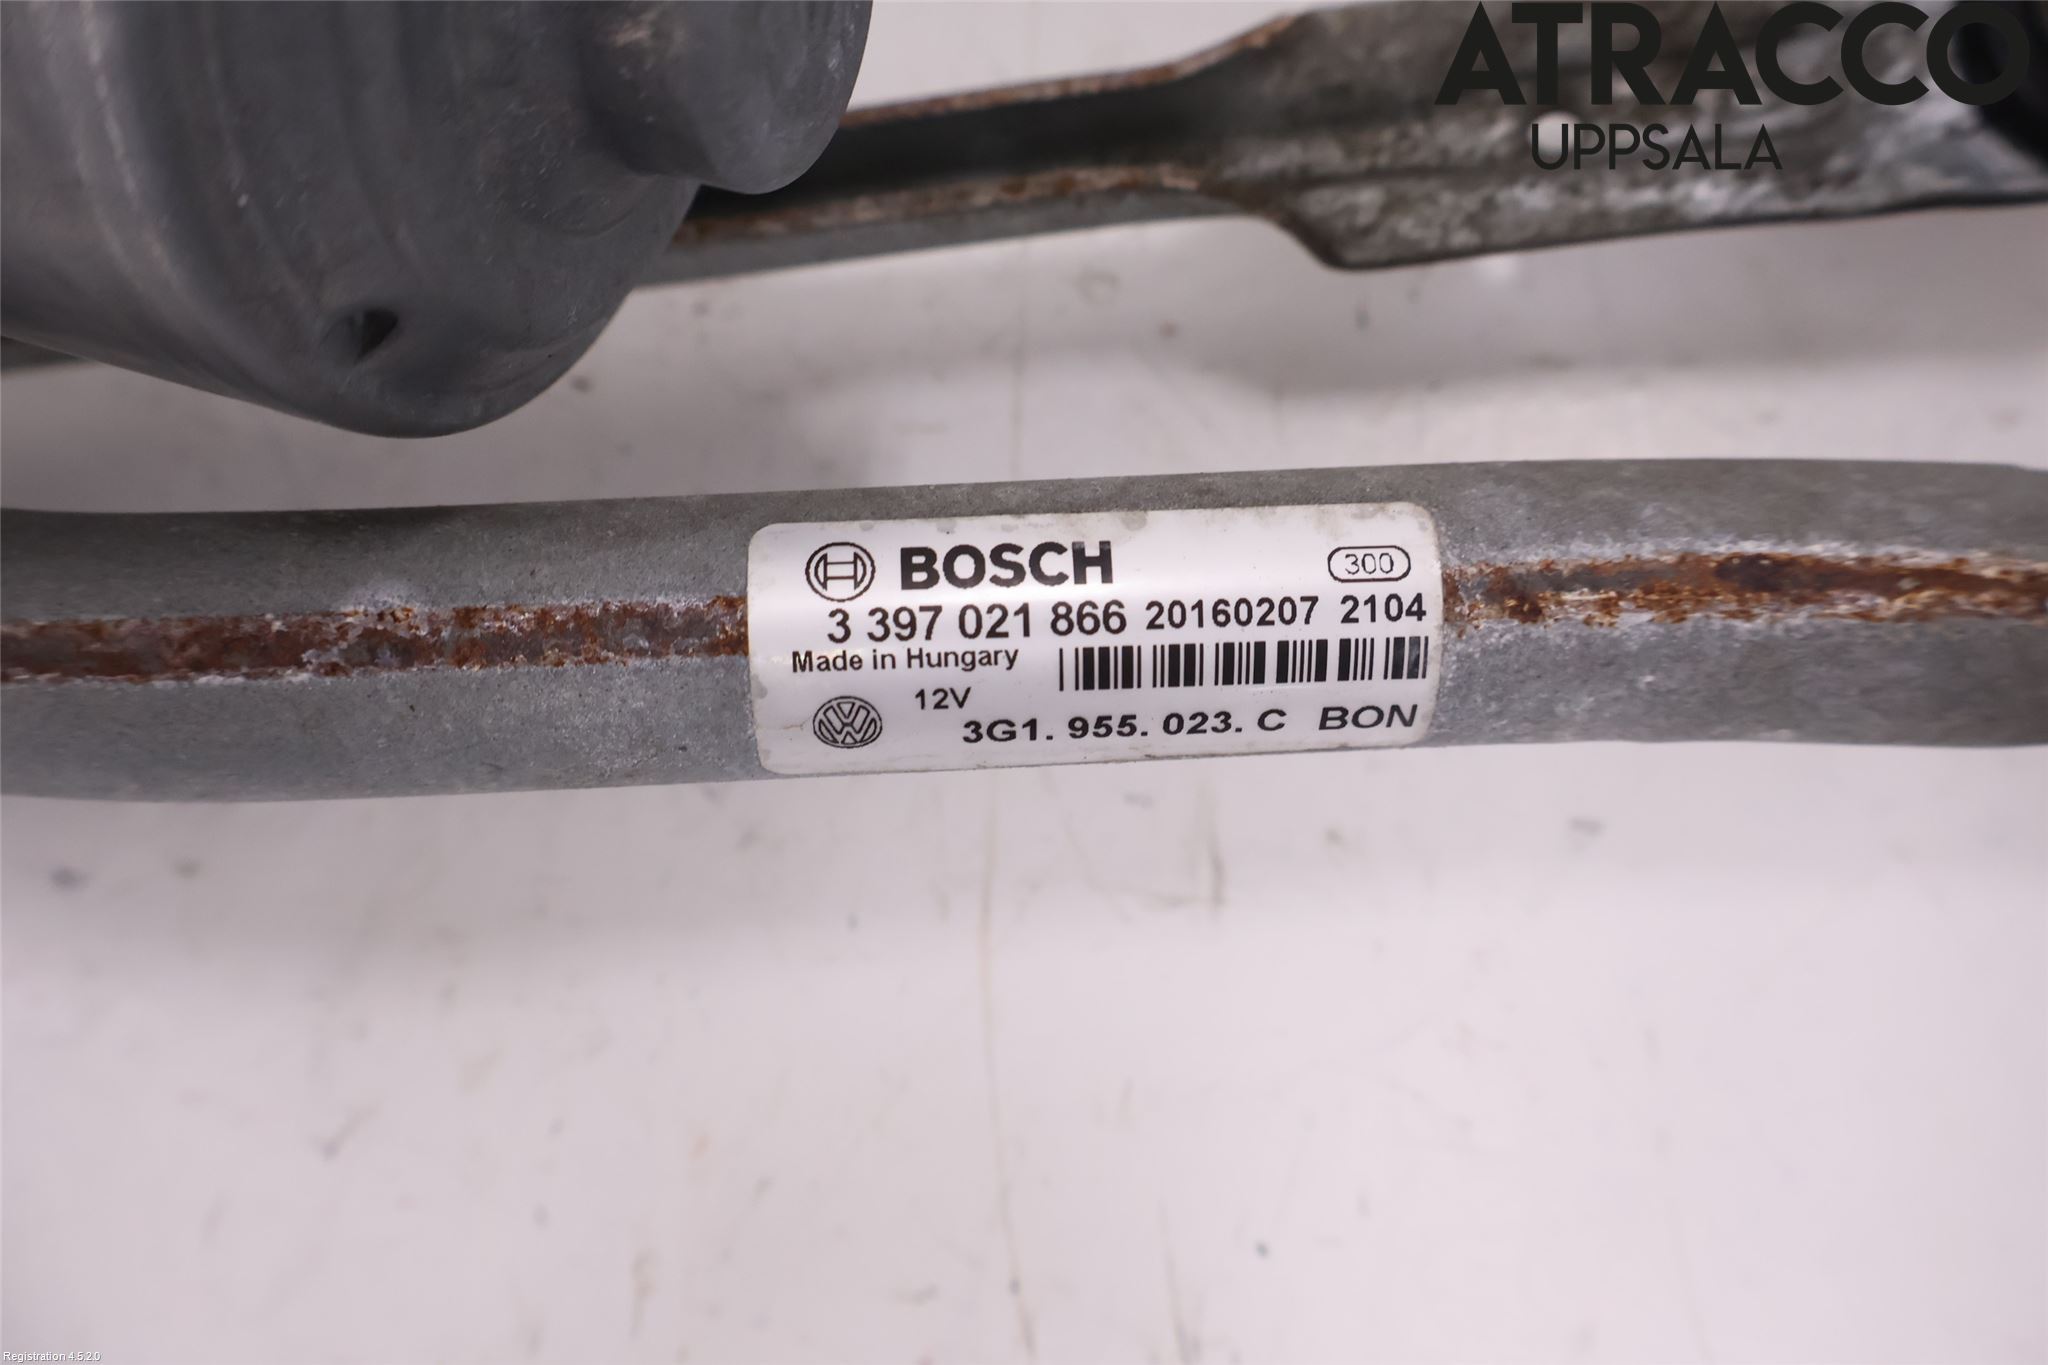 ATRACCO
UPPSALA
BOSCH 300
3 397 021 866 20160207 2104
Made in Hungary
12V
3G1. 955. 023. C BON
Registration 4.5.2.0